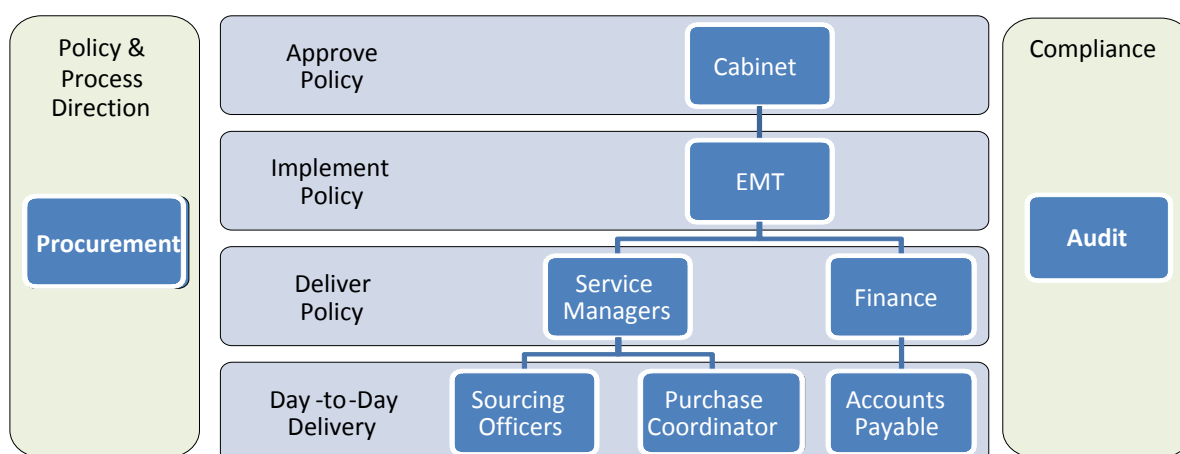 Policy &
Process
Direction
Procurement
Approve
Policy
Cabinet
Implement
Policy
EMT
Deliver
Policy
Service
Managers
Finance
Day -to-Day
Delivery
Sourcing
Officers
Purchase
Coordinator
Accounts
Payable
Compliance
Audit